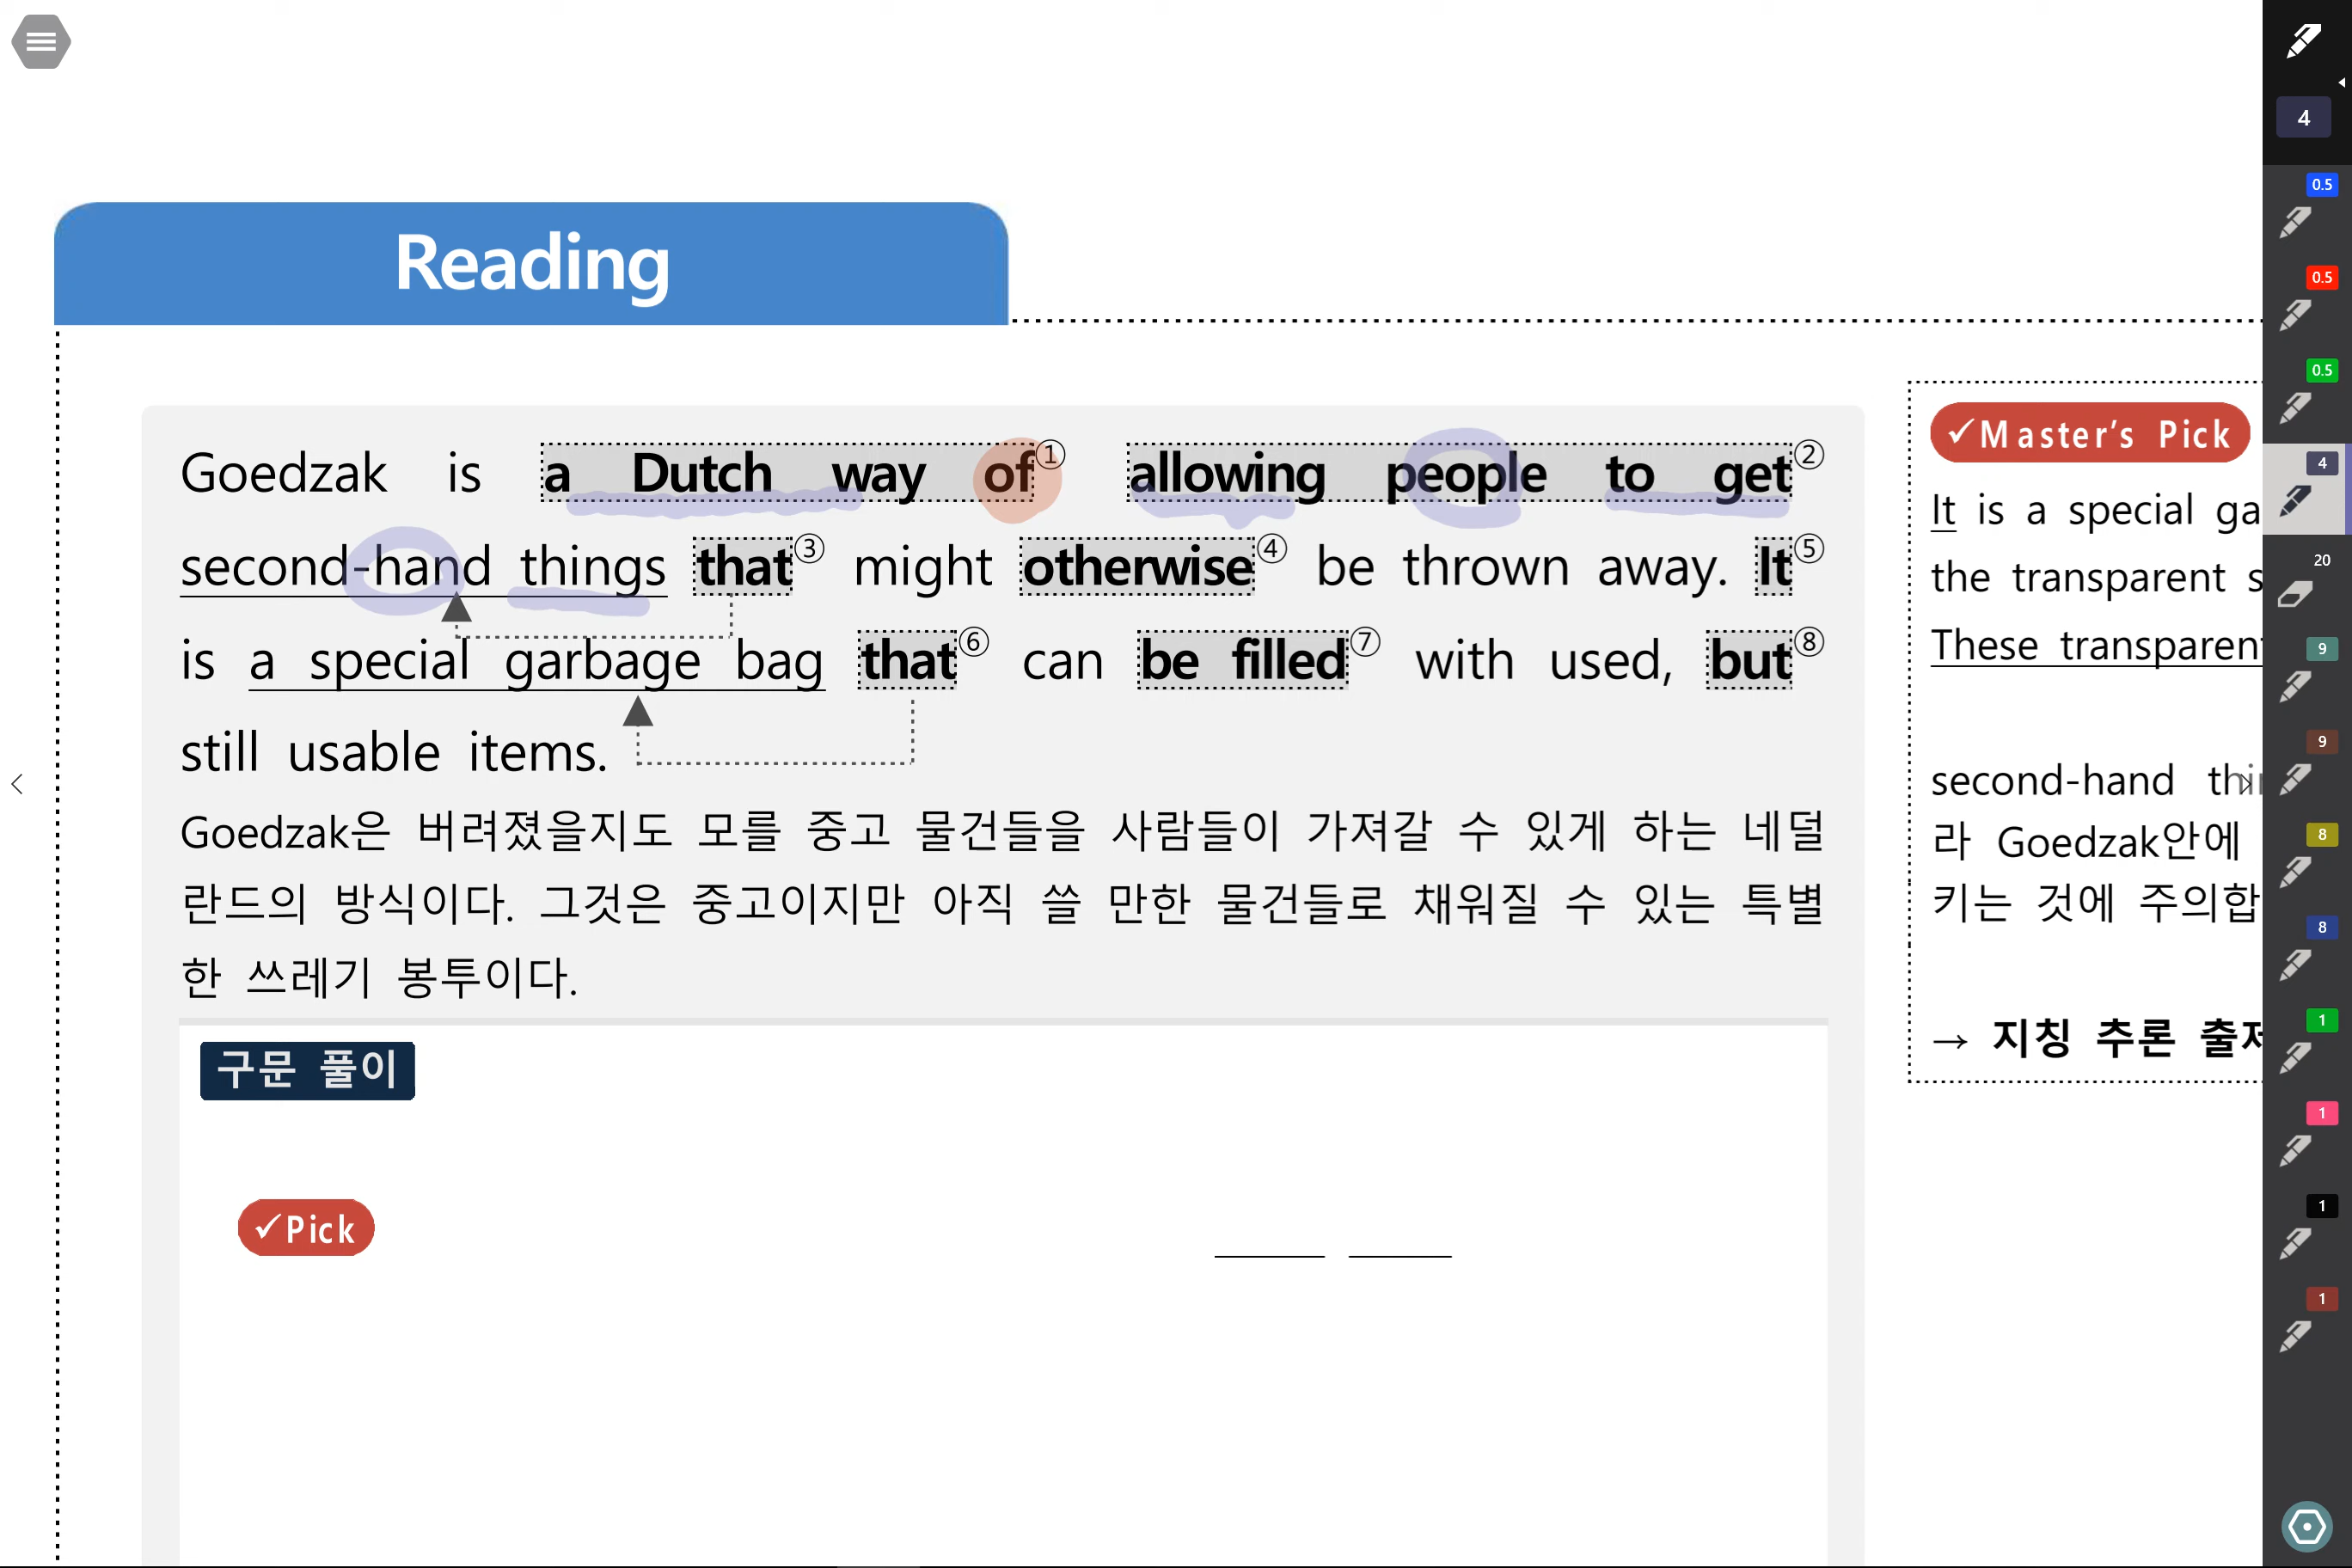 Reading
Goedzak is a Dutch way of① allowing people to get②
second-hand things that③ might otherwise④ be thrown away. It⑤
is a special garbage bag that⑥ can be filled⑦ with used, but⑧
still usable items.
Goedzak은 버려졌을지도 모를 중고 물건들을 사람들이 가져갈 수 있게 하는 네덜
란드의 방식이다. 그것은 중고이지만 아직 쓸 만한 물건들로 채워질 수 있는 특별
한 쓰레기 봉투이다.
구문 풀이
✓Pick
✓Master's Pick
It is a special ga
the transparent s
These transparent
second-hand thin
라 Goedzak안에
키는 것에 주의합
→ 지칭 추론 출제
4
0.5
0.5
0.5
4
20
9
9
8
8
1
1
1
1